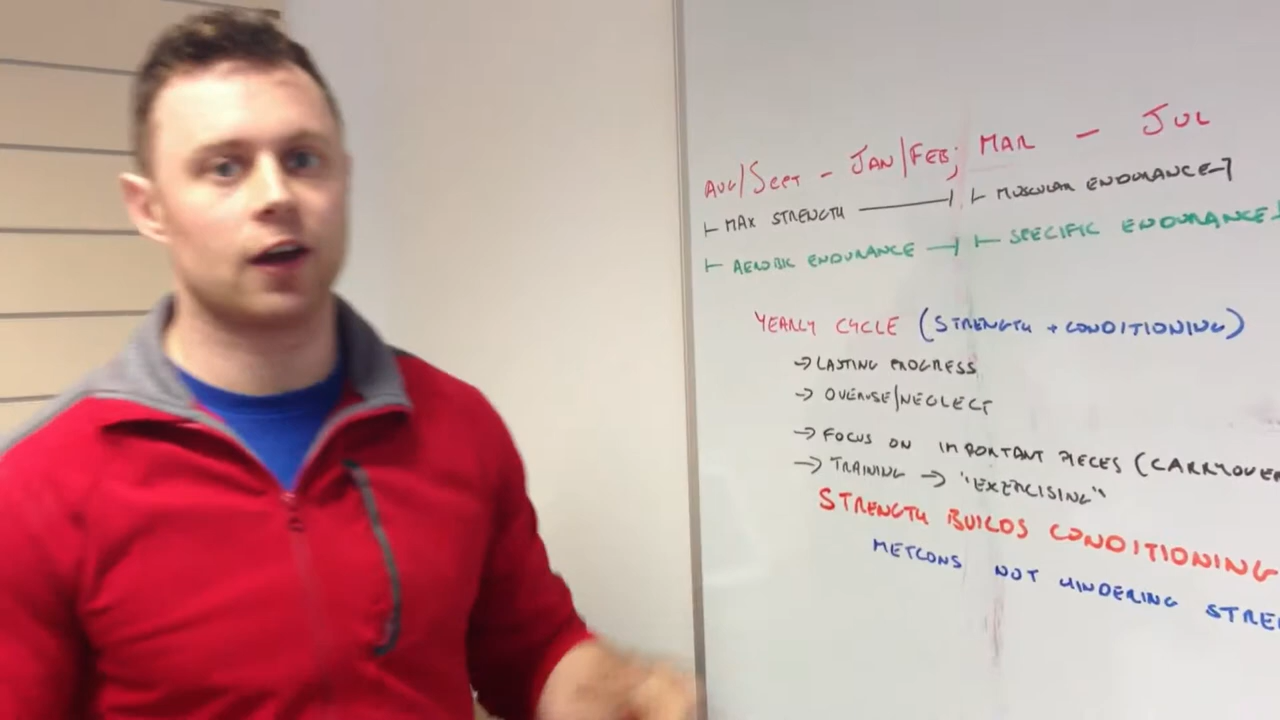 AUG/SEPT - JAN/FEB; MAR - JUL
MAX STRENGTH MUSCULAR ENDURANCE
AEROBIC ENDURANCE SPECIFIC ENDURANCE
YEARLY CYCLE (STRENGTH + CONDITIONING)
→ LASTING PROGRESS
→ OVERUSE/NEGLECT
→ FOCUS ON IMPORTANT PIECES (CARRYOVER
→ TRAINING → "EXERCISING"
STRENGTH BUILDS CONDITIONING
METCONS NOT HINDERING STRE